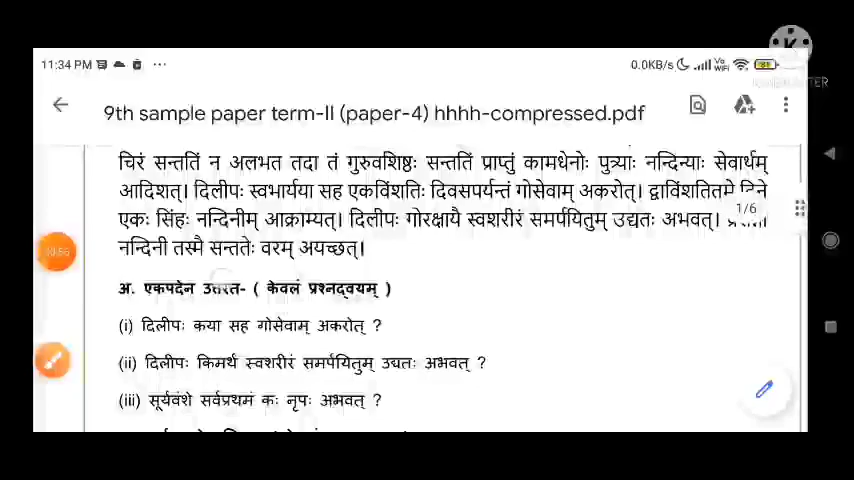 11:34 PM ...
0.0KB/s Vo WiFi 81
9th sample paper term-II (paper-4) hhhh-compressed.pdf
चिरं सन्ततिं न अलभत तदा तं गुरुवशिष्ठः सन्ततिं प्राप्तुं कामधेनोः पुत्र्याः नन्दिन्याः सेवार्थम्
आदिशत्। दिलीपः स्वभार्यया सह एकविंशतिः दिवसपर्यन्तं गोसेवाम् अकरोत्। द्वाविंशतितमे दिने
1/6
एकः सिंहः नन्दिनीम् आक्राम्यत्। दिलीपः गोरक्षायै स्वशरीरं समर्पयितुम् उद्यतः अभवत्।
नन्दिनी तस्मै सन्ततेः वरम् अयच्छत्।
अ. एकपदेन उत्तरत- ( केवलं प्रश्नद्वयम् )
(i) दिलीपः कया सह गोसेवाम् अकरोत् ?
(ii) दिलीपः किमर्थं स्वशरीरं समर्पयितुम् उद्यतः अभवत् ?
(iii) सूर्यवंशे सर्वप्रथमं कः नृपः अभवत् ?